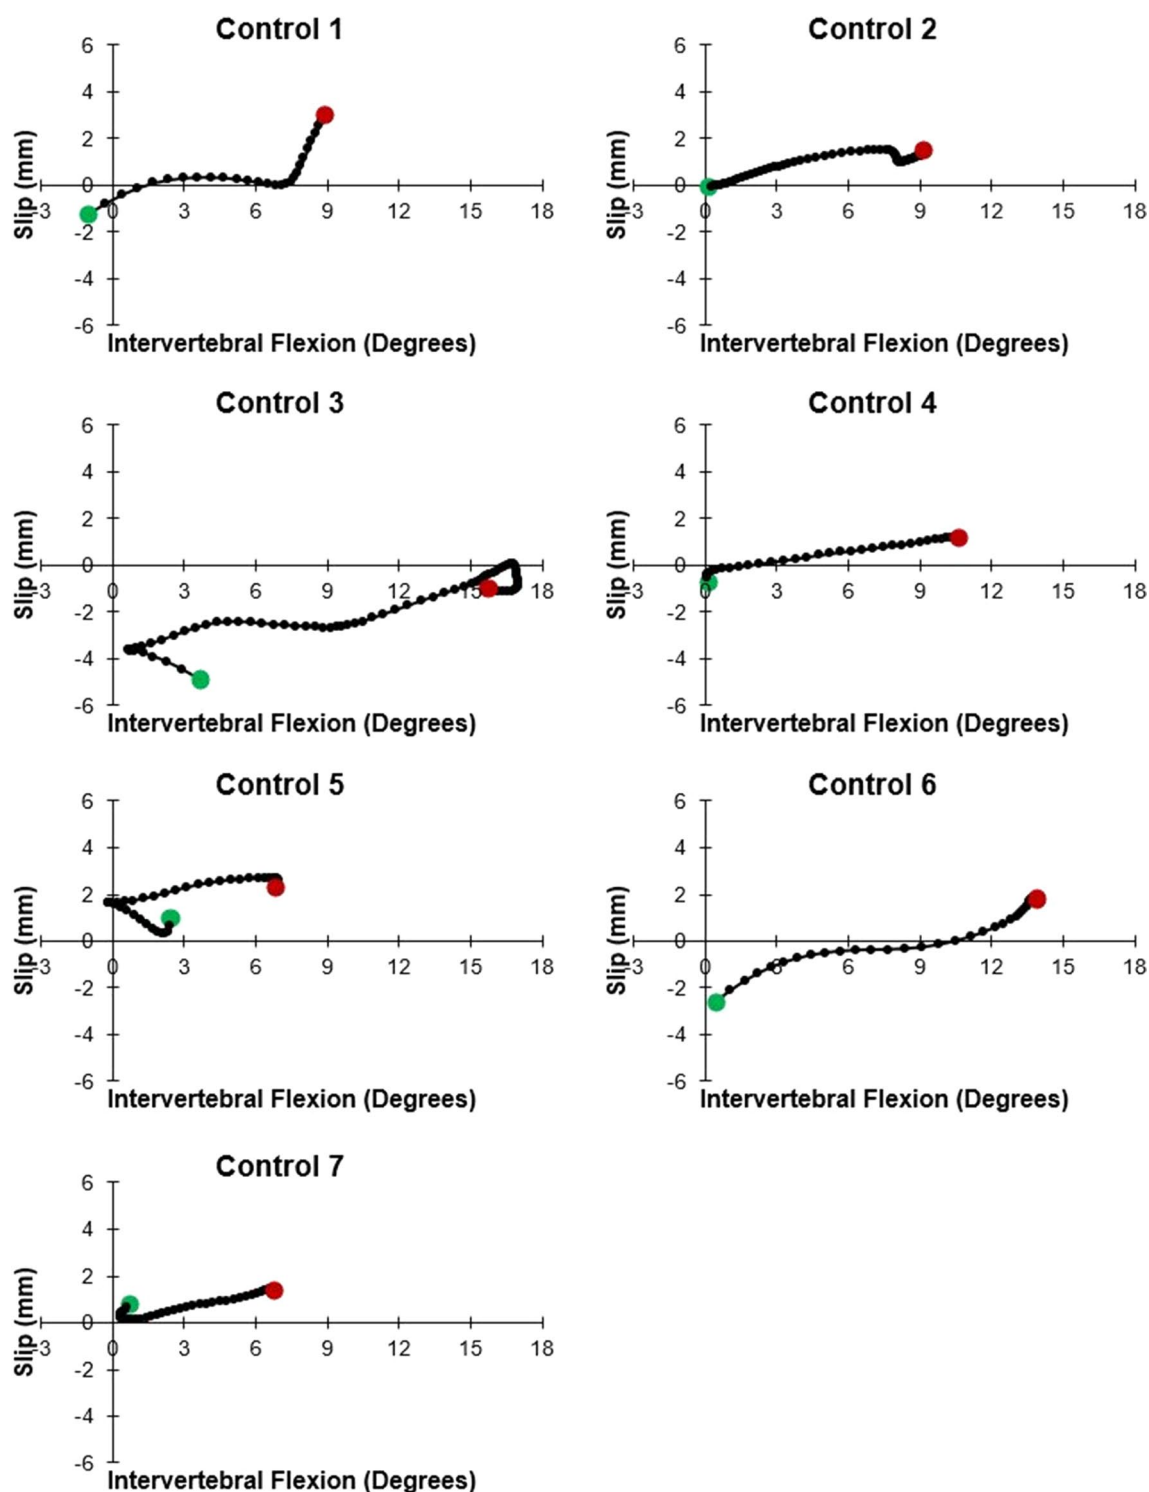 Control 1
6
4
2
0
-2
-4
-6
-3 0 3 6 9 12 15 18
Slip (mm)
Intervertebral Flexion (Degrees)
Control 2
6
4
2
0
-2
-4
-6
-3 0 3 6 9 12 15 18
Slip (mm)
Intervertebral Flexion (Degrees)
Control 3
6
4
2
0
-2
-4
-6
-3 0 3 6 9 12 15 18
Slip (mm)
Intervertebral Flexion (Degrees)
Control 4
6
4
2
0
-2
-4
-6
-3 0 3 6 9 12 15 18
Slip (mm)
Intervertebral Flexion (Degrees)
Control 5
6
4
2
0
-2
-4
-6
-3 0 3 6 9 12 15 18
Slip (mm)
Intervertebral Flexion (Degrees)
Control 6
6
4
2
0
-2
-4
-6
-3 0 3 6 9 12 15 18
Slip (mm)
Intervertebral Flexion (Degrees)
Control 7
6
4
2
0
-2
-4
-6
-3 0 3 6 9 12 15 18
Slip (mm)
Intervertebral Flexion (Degrees)